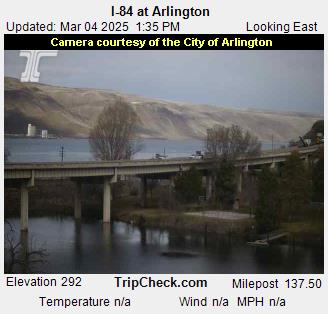 I-84 at Arlington
Updated: Mar 04 2025 1:35 PM Looking East
Camera courtesy of the City of Arlington
Elevation 292 TripCheck.com Milepost 137.50
Temperature n/a Wind n/a MPH n/a